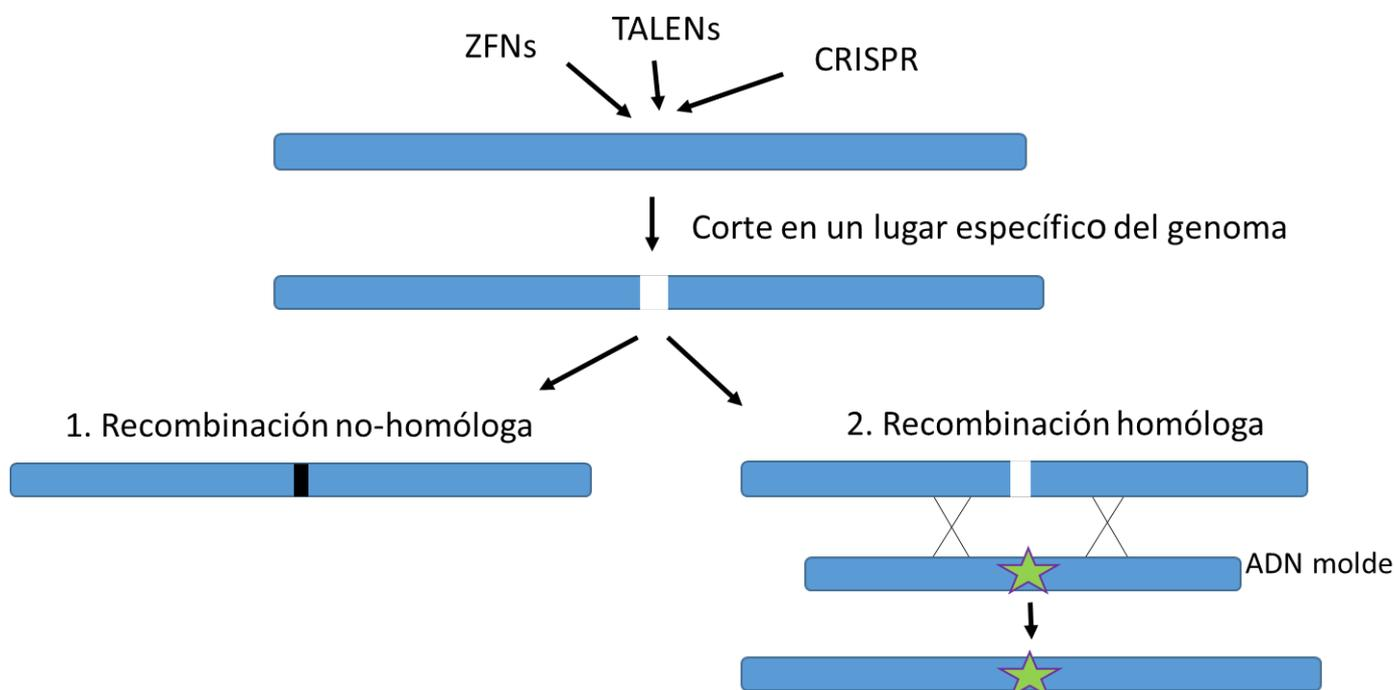 TALENs
ZFNs
CRISPR
Corte en un lugar específico del genoma
1. Recombinación no-homóloga
2. Recombinación homóloga
ADN molde